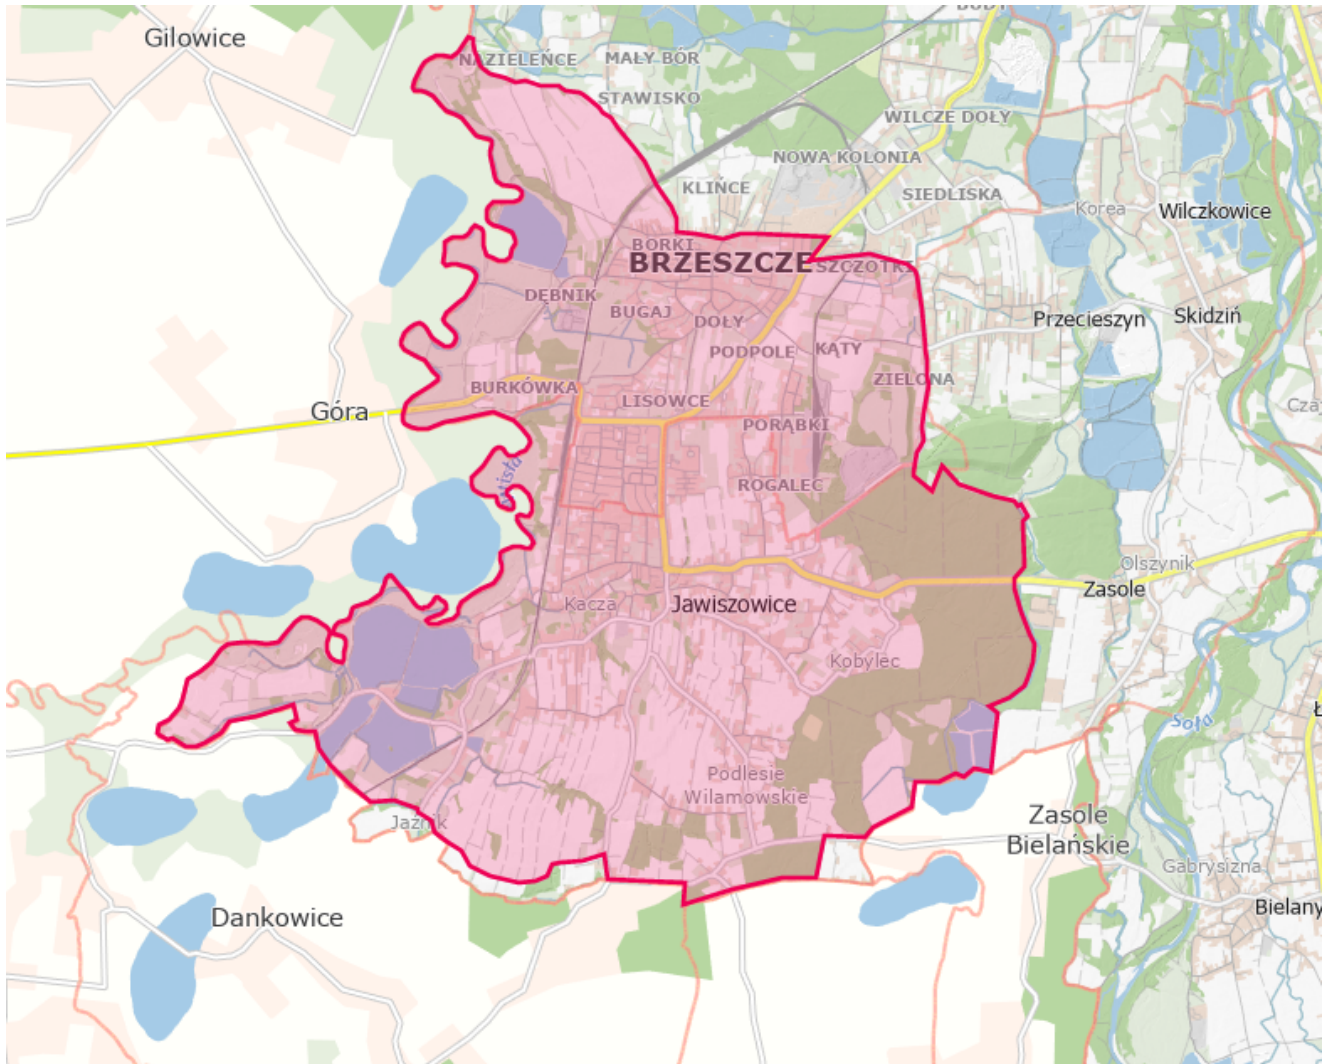 BUDY
Gilowice
NAZIELEŃCE
MAŁY BÓR
STAWISKO
WILCZE DOŁY
NOWA KOLONIA
KLIŃCE
SIEDLISKA
Korea
Wilczkowice
BORKI
BRZESZCZE
SZCZOTKI
DĘBNIK
BUGAJ
DOŁY
Przecieszyn
Skidziń
PODPOLE
KĄTY
ZIELONA
BURKÓWKA
LISOWCE
Góra
PORĄBKI
Wisła
ROGALEC
Olszynik
Zasole
Kacza
Jawiszowice
Kobylec
Soła
Podlesie
Wilamowskie
Jaźnik
Zasole
Bielańskie
Gabrysizna
Bielany
Dankowice